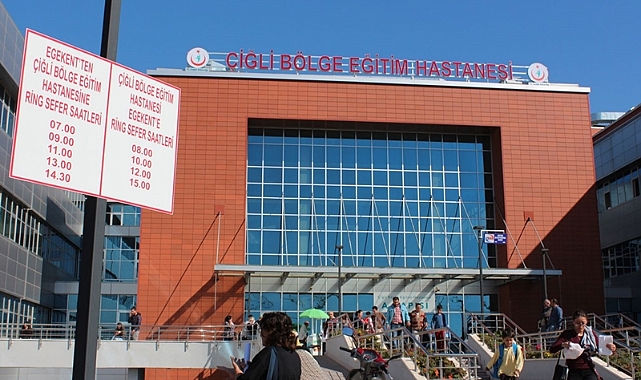 EGEKENT'TEN
ÇİĞLİ BÖLGE EĞİTİM
HASTANESİNE
RİNG SEFER SAATLERİ
07.00
09.00
11.00
13.00
14.30
ÇİĞLİ BÖLGE EĞİTİM
HASTANESİ
EGEKENT'E
RİNG SEFER SAATLERİ
08.00
10.00
12.00
15.00
ÇİĞLİ BÖLGE EĞİTİM HASTANESİ